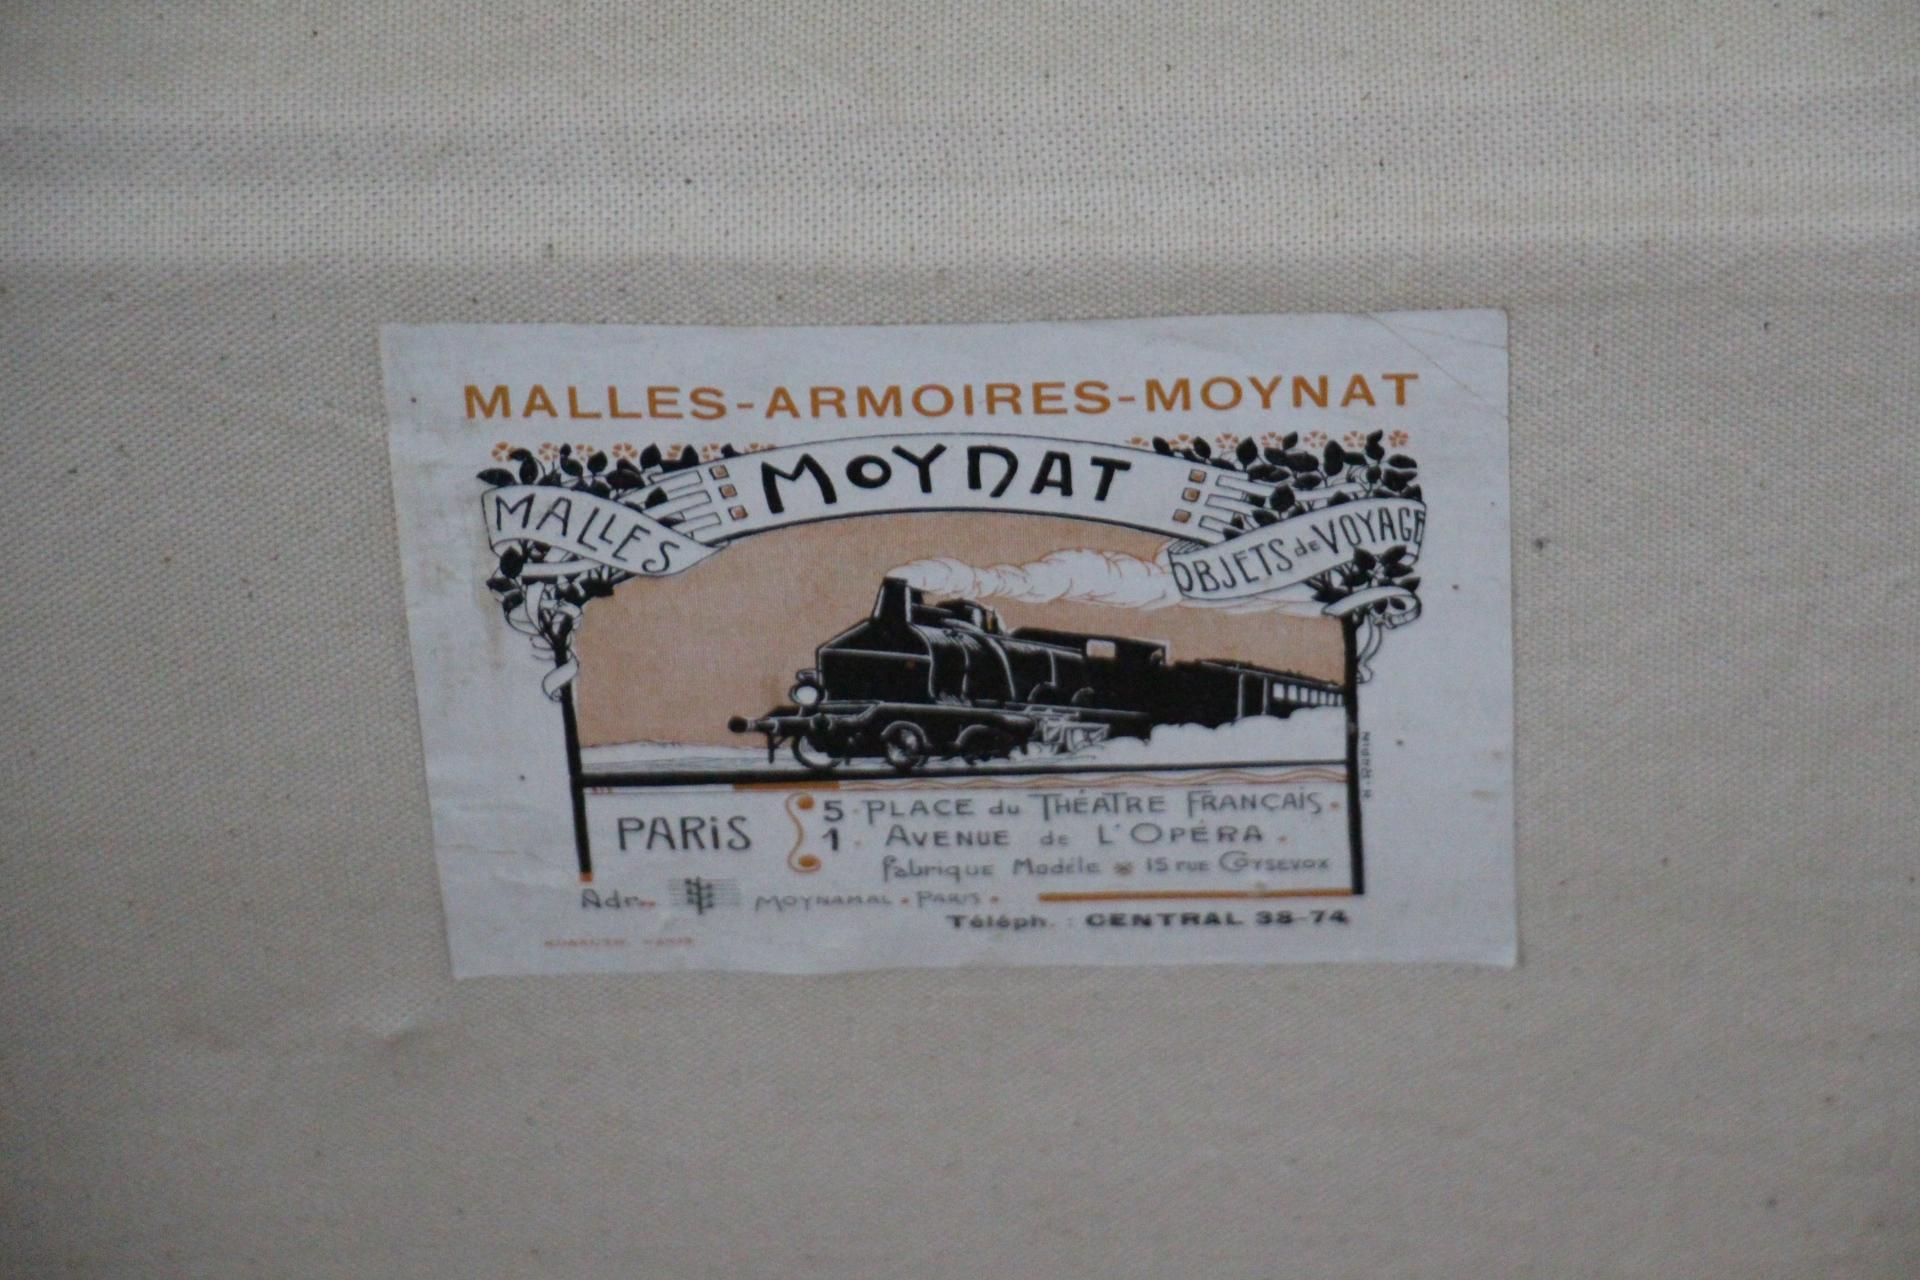 MALLES-ARMOIRES-MOYNAT
MOYNAT
MALLES
OBJETS de VOYAGE
PARIS
5. PLACE du THÉATRE FRANÇAIS.
1. AVENUE de L'OPÉRA.
Fabrique Modèle 15 RUE COYSEVOX
Adr. MOYNAMAL. PARIS.
Téléph. : CENTRAL 38-74